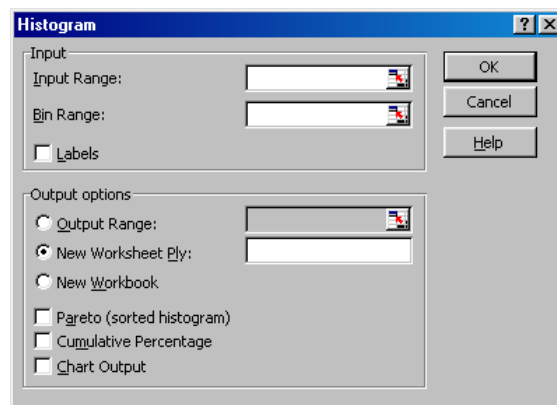 Histogram
Input
Input Range:
Bin Range:
Labels
OK
Cancel
Help
Output options
Output Range:
New Worksheet Ply:
New Workbook
Pareto (sorted histogram)
Cumulative Percentage
Chart Output